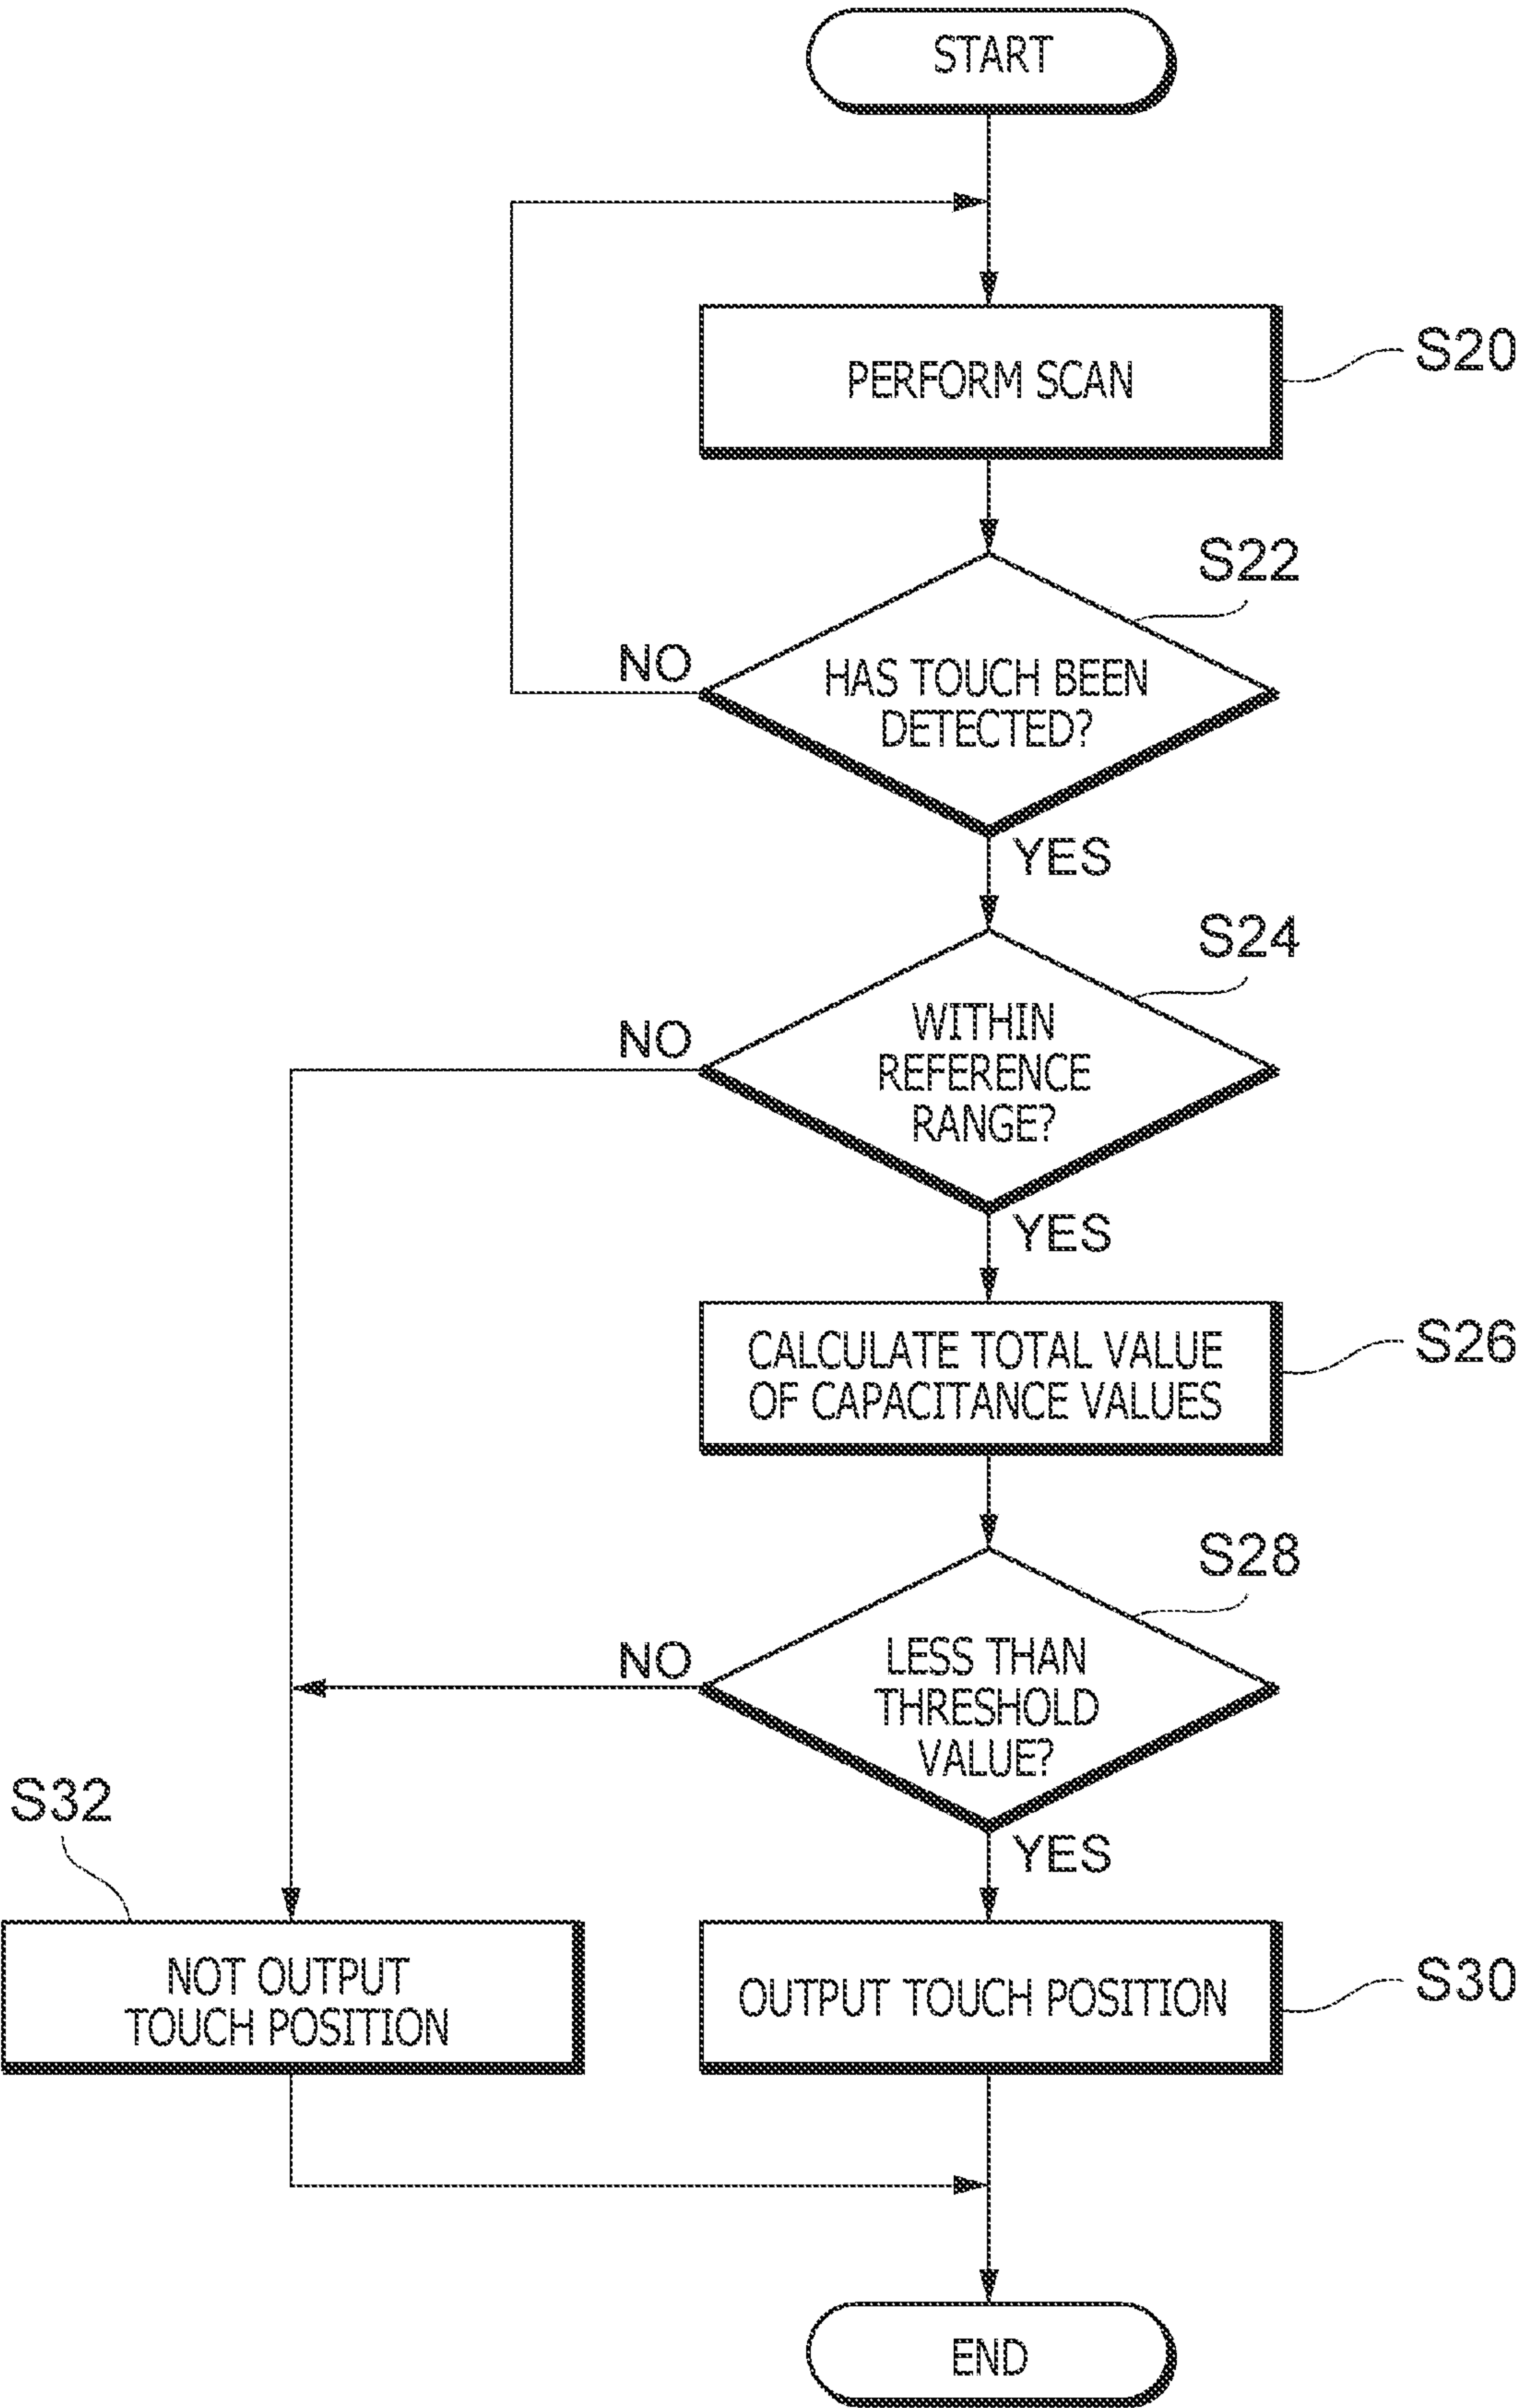 START
PERFORM SCAN
S20
S22
NO
HAS TOUCH BEEN
DETECTED?
YES
S24
NO
WITHIN
REFERENCE
RANGE?
YES
CALCULATE TOTAL VALUE
OF CAPACITANCE VALUES
S26
S28
NO
LESS THAN
THRESHOLD
VALUE?
YES
S32
NOT OUTPUT
TOUCH POSITION
OUTPUT TOUCH POSITION
S30
END